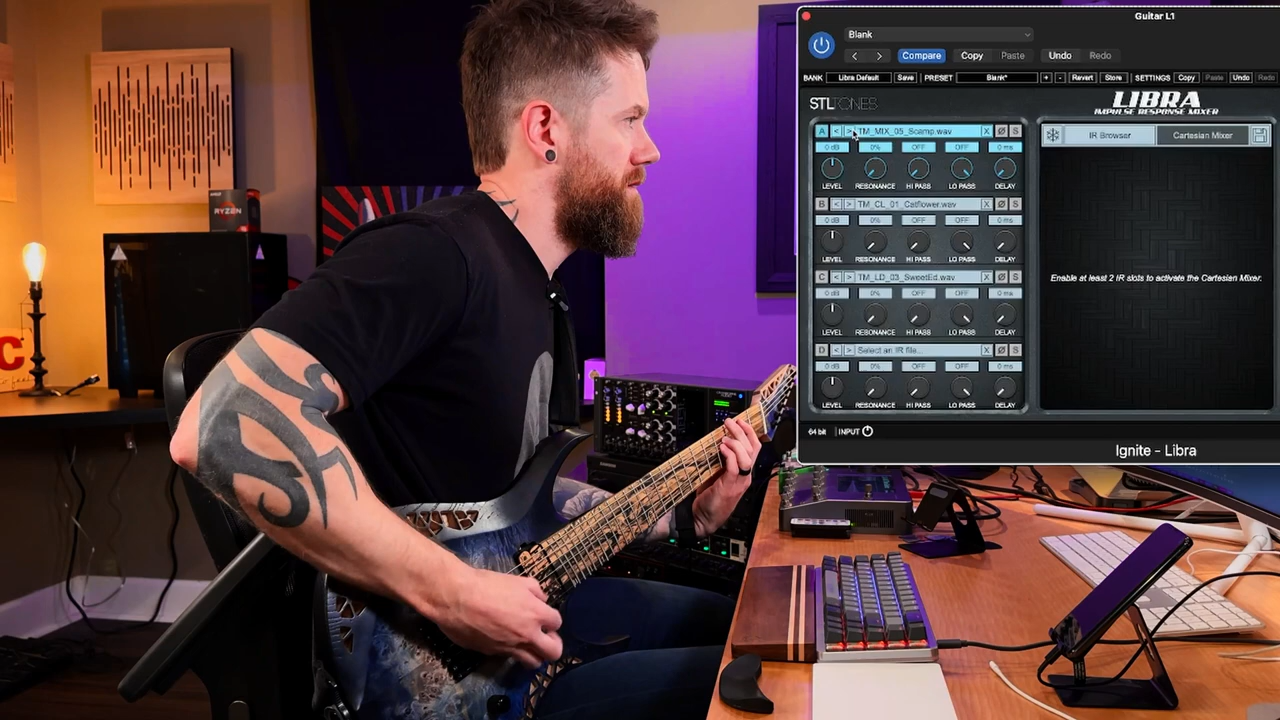 Guitar L1
Blank
Compare Copy Paste Undo Redo
BANK Libra Default Save PRESET Blank* + - Revert Store SETTINGS Copy Paste Undo Redo
STLTONES
LIBRA
IMPULSE RESPONSE MIXER
A < > TM_MIX_05_Scamp.wav X Ø S
0 dB 0% OFF OFF 0 ms
LEVEL RESONANCE HI PASS LO PASS DELAY
B < > TM_CL_01_Catflower.wav X Ø S
0 dB 0% OFF OFF 0 ms
LEVEL RESONANCE HI PASS LO PASS DELAY
C < > TM_LD_03_SweetEd.wav X Ø S
0 dB 0% OFF OFF 0 ms
LEVEL RESONANCE HI PASS LO PASS DELAY
D < > Select an IR file... X Ø S
0 dB 0% OFF OFF 0 ms
LEVEL RESONANCE HI PASS LO PASS DELAY
IR Browser Cartesian Mixer
Enable at least 2 IR slots to activate the Cartesian Mixer.
64 bit INPUT
Ignite - Libra
RYZEN
C